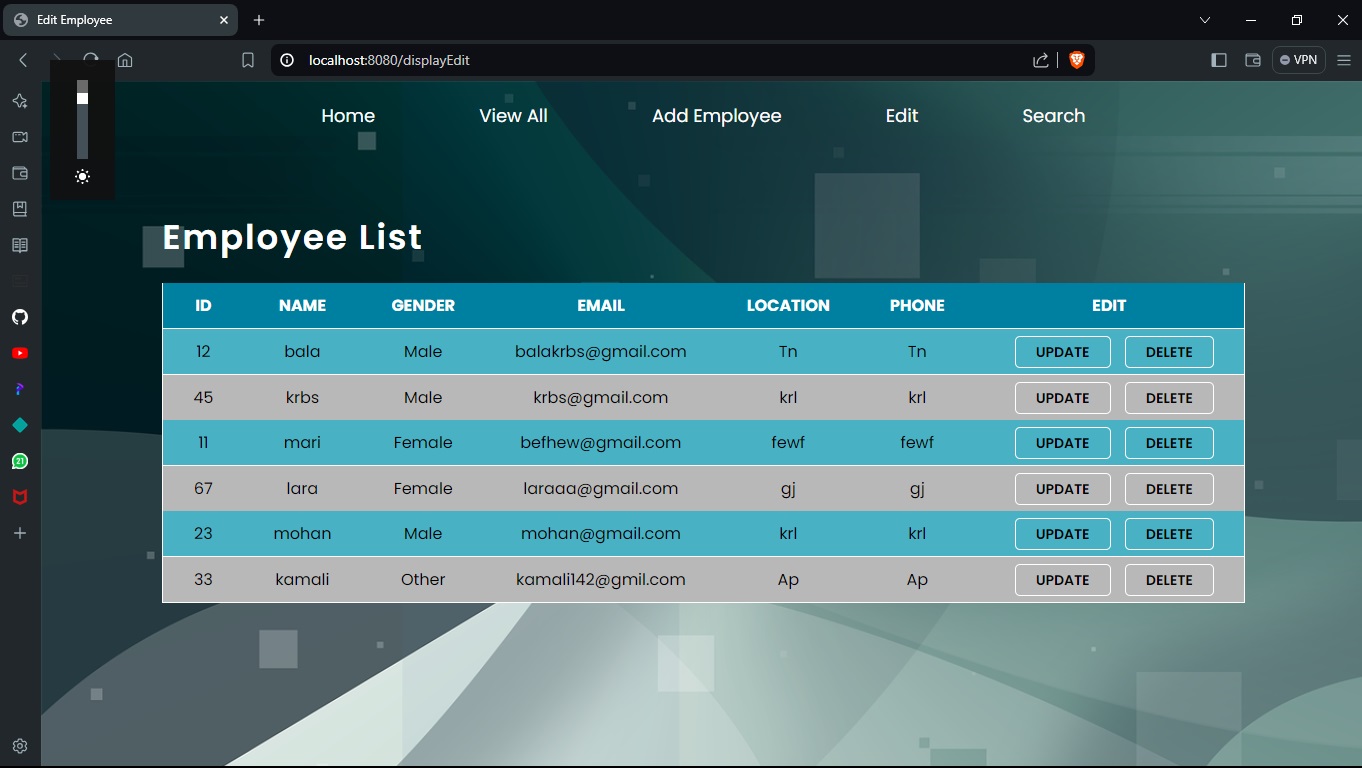 Edit Employee
localhost:8080/displayEdit
VPN
Home View All Add Employee Edit Search
Employee List
ID NAME GENDER EMAIL LOCATION PHONE EDIT
12 bala Male balakrbs@gmail.com Tn Tn UPDATE DELETE
45 krbs Male krbs@gmail.com krl krl UPDATE DELETE
11 mari Female befhew@gmail.com fewf fewf UPDATE DELETE
21
67 lara Female laraaa@gmail.com gj gj UPDATE DELETE
23 mohan Male mohan@gmail.com krl krl UPDATE DELETE
33 kamali Other kamali142@gmil.com Ap Ap UPDATE DELETE